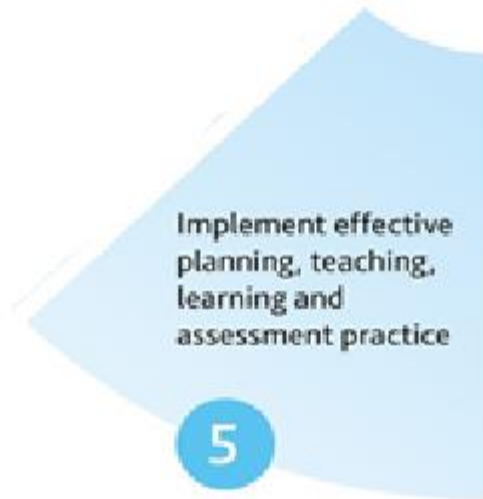 Implement effective
planning, teaching,
learning and
assessment practice
5